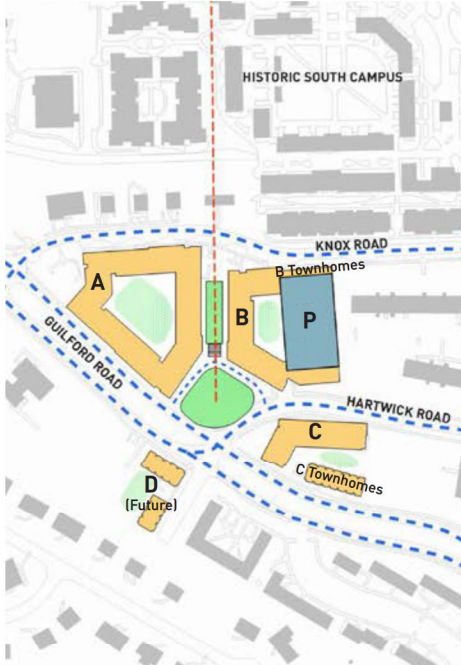 HISTORIC SOUTH CAMPUS
KNOX ROAD
B Townhomes
A
B
P
GUILFORD ROAD
HARTWICK ROAD
C
C Townhomes
D
(Future)